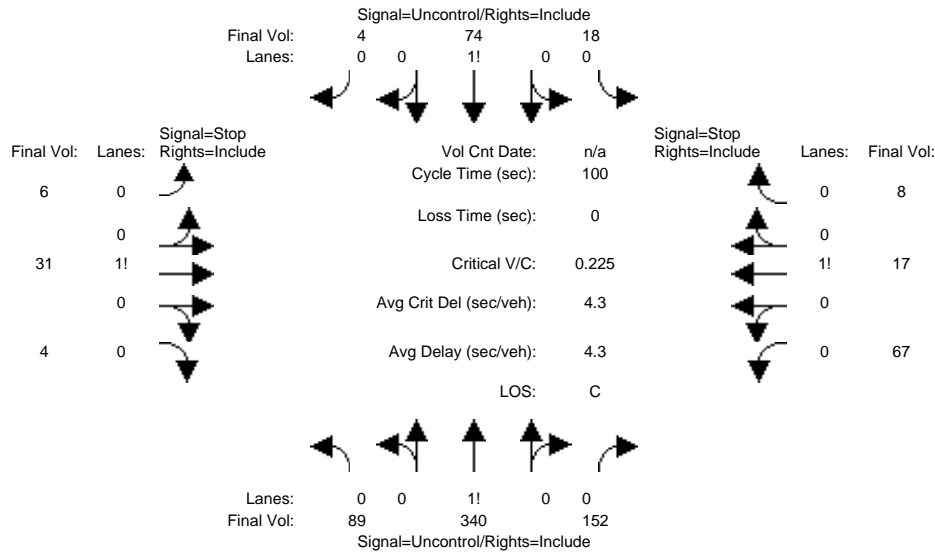 Signal=Uncontrol/Rights=Include
Final Vol: 4 74 18
Lanes: 0 0 1! 0 0
Signal=Stop
Final Vol: Lanes: Rights=Include
Vol Cnt Date: n/a
Signal=Stop
Rights=Include Lanes: Final Vol:
Cycle Time (sec): 100
6 0
0 8
Loss Time (sec): 0
0
0
31 1!
Critical V/C: 0.225
1! 17
0
Avg Crit Del (sec/veh): 4.3
0
4 0
Avg Delay (sec/veh): 4.3
0 67
LOS: C
Lanes: 0 0 1! 0 0
Final Vol: 89 340 152
Signal=Uncontrol/Rights=Include